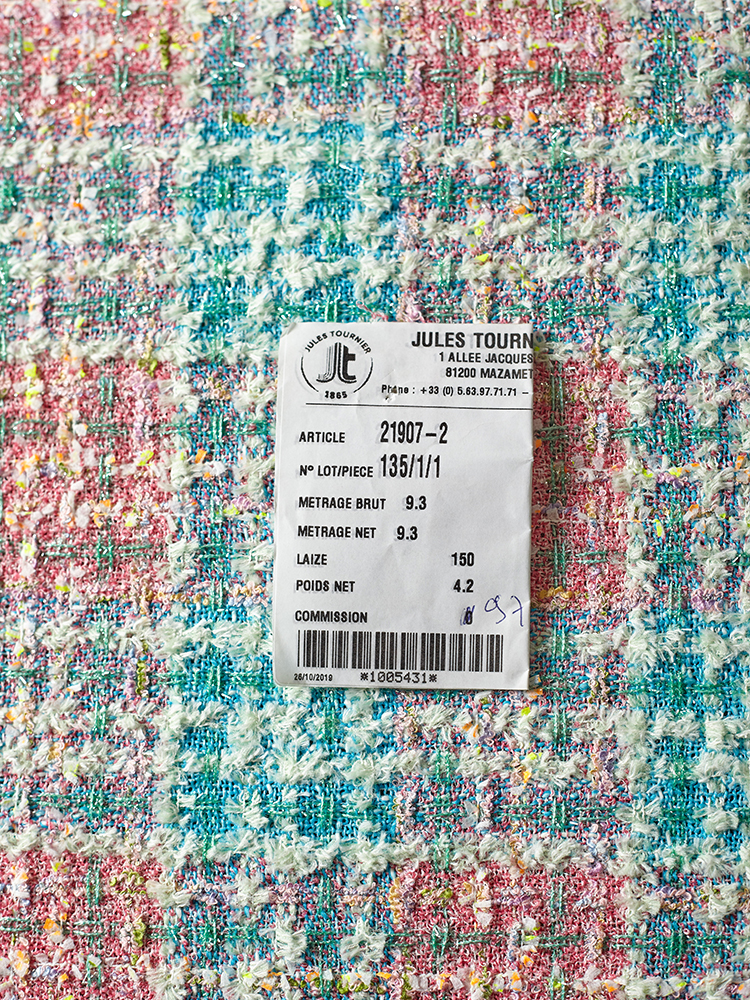 JULES TOURNIER
Jt
1865
JULES TOURN
1 ALLEE JACQUES
81200 MAZAMET
Phone : +33 (0) 5.63.97.71.71 –
ARTICLE 21907-2
Nº LOT/PIECE 135/1/1
METRAGE BRUT 9.3
METRAGE NET 9.3
LAIZE 150
POIDS NET 4.2
COMMISSION
*1005431*
26/10/2019